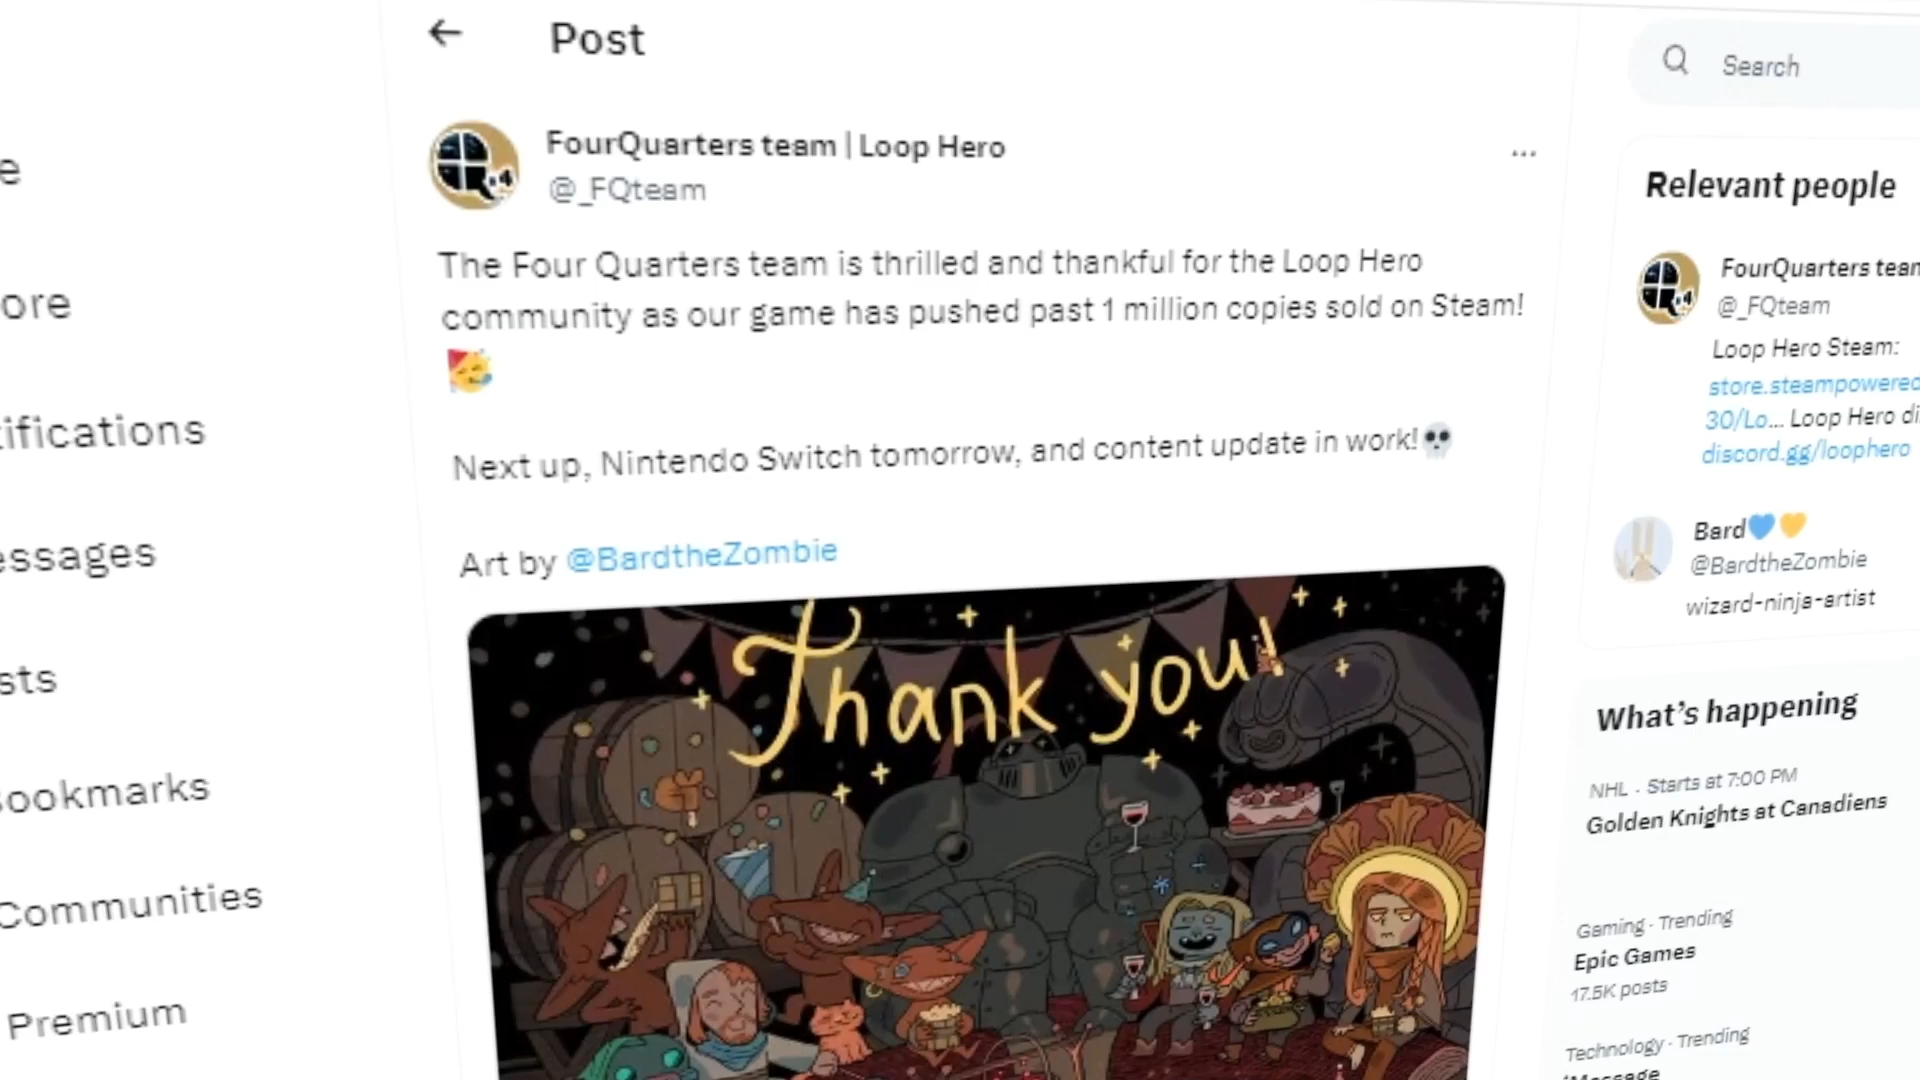 Post
Search
FourQuarters team | Loop Hero
@_FQteam
The Four Quarters team is thrilled and thankful for the Loop Hero
community as our game has pushed past 1 million copies sold on Steam!
Next up, Nintendo Switch tomorrow, and content update in work!
Art by @BardtheZombie
Thank you!
ore
ifications
essages
sts
ookmarks
Communities
Premium
Relevant people
FourQuarters team
@_FQteam
Loop Hero Steam:
store.steampowered
30/Lo... Loop Hero di
discord.gg/loophero
Bard
@BardtheZombie
wizard-ninja-artist
What's happening
NHL · Starts at 7:00 PM
Golden Knights at Canadiens
Gaming · Trending
Epic Games
17.5K posts
Technology · Trending